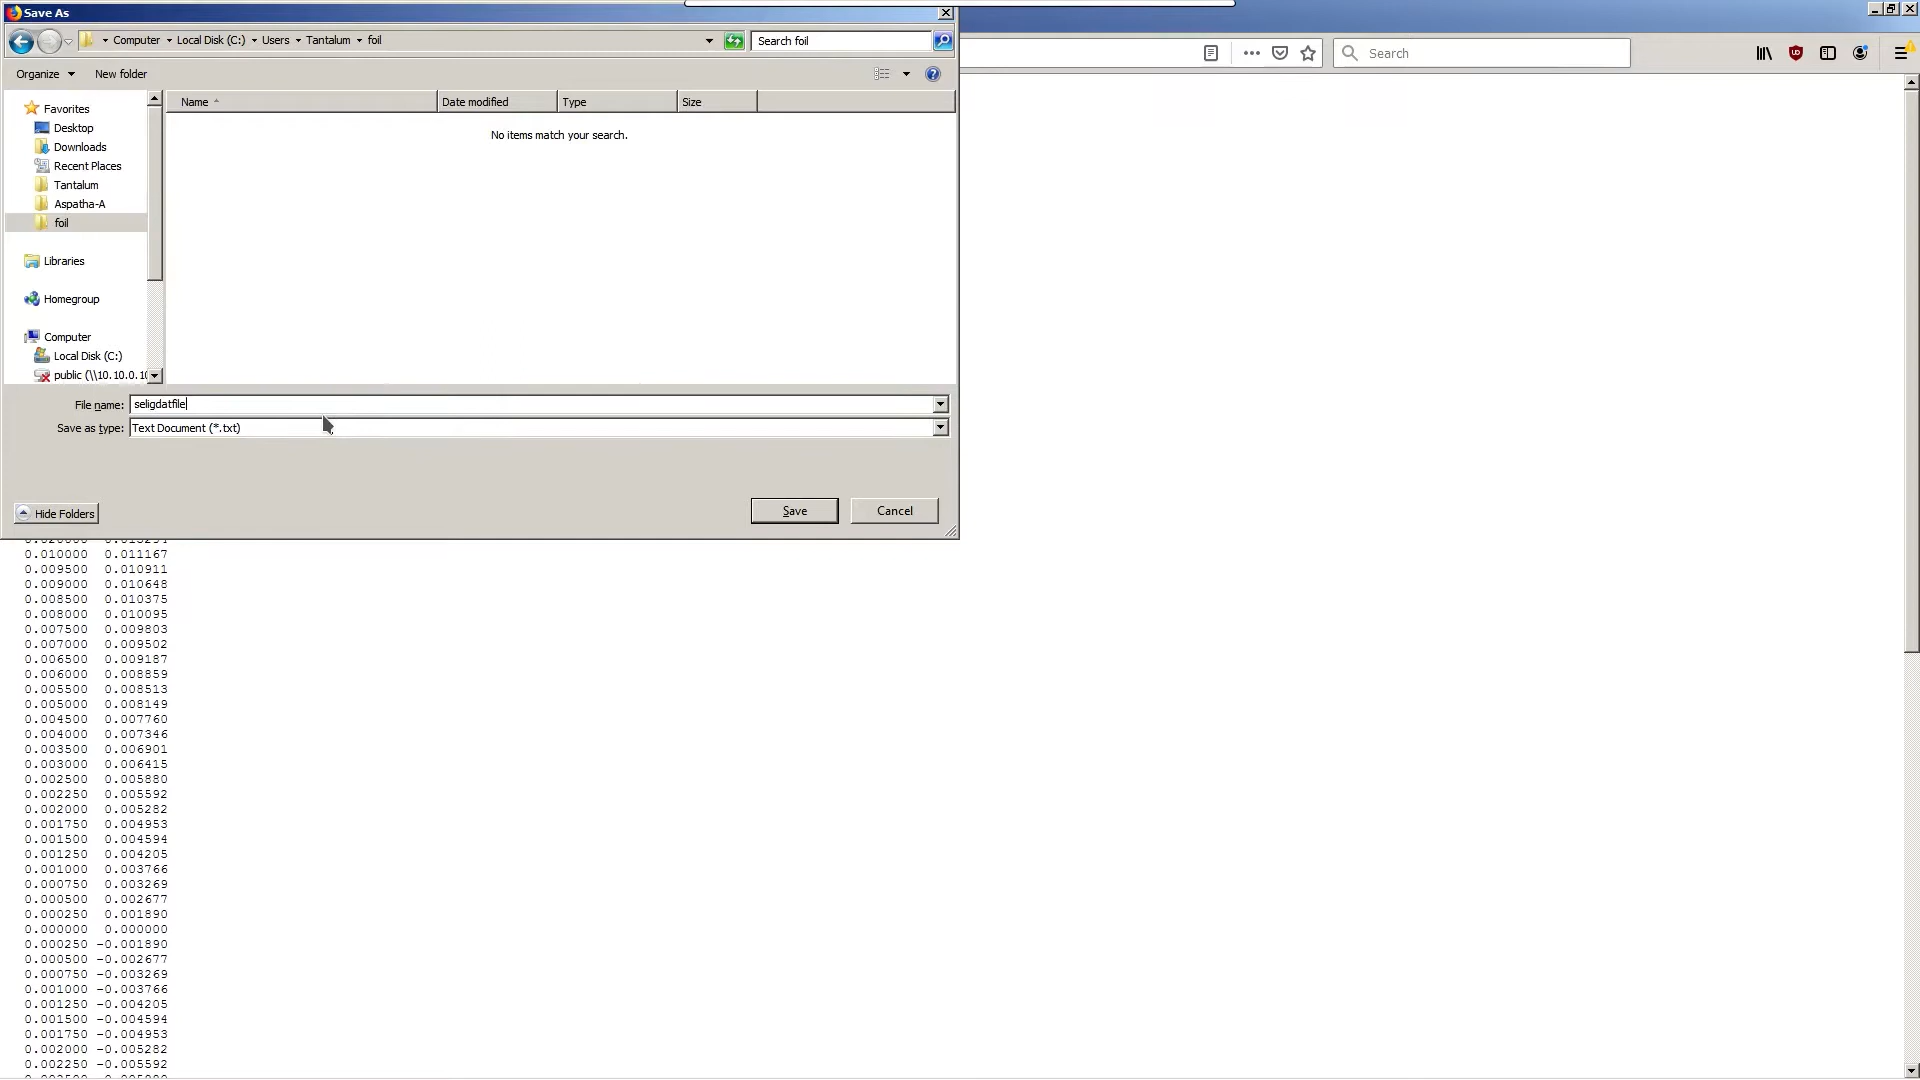 Save As
Computer Local Disk (C:) Users Tantalum foil
Search foil
Search
Organize
New folder
Name
Date modified
Type
Size
Favorites
Desktop
Downloads
Recent Places
Tantalum
Aspatha-A
foil
Libraries
Homegroup
Computer
Local Disk (C:)
public (\\10.10.0.10
No items match your search.
File name: seligdatfile
Save as type: Text Document (*.txt)
Hide Folders
Save
Cancel
0.010000 0.011167
0.009500 0.010911
0.009000 0.010648
0.008500 0.010375
0.008000 0.010095
0.007500 0.009803
0.007000 0.009502
0.006500 0.009187
0.006000 0.008859
0.005500 0.008513
0.005000 0.008149
0.004500 0.007760
0.004000 0.007346
0.003500 0.006901
0.003000 0.006415
0.002500 0.005880
0.002250 0.005592
0.002000 0.005282
0.001750 0.004953
0.001500 0.004594
0.001250 0.004205
0.001000 0.003766
0.000750 0.003269
0.000500 0.002677
0.000250 0.001890
0.000000 0.000000
0.000250 -0.001890
0.000500 -0.002677
0.000750 -0.003269
0.001000 -0.003766
0.001250 -0.004205
0.001500 -0.004594
0.001750 -0.004953
0.002000 -0.005282
0.002250 -0.005592